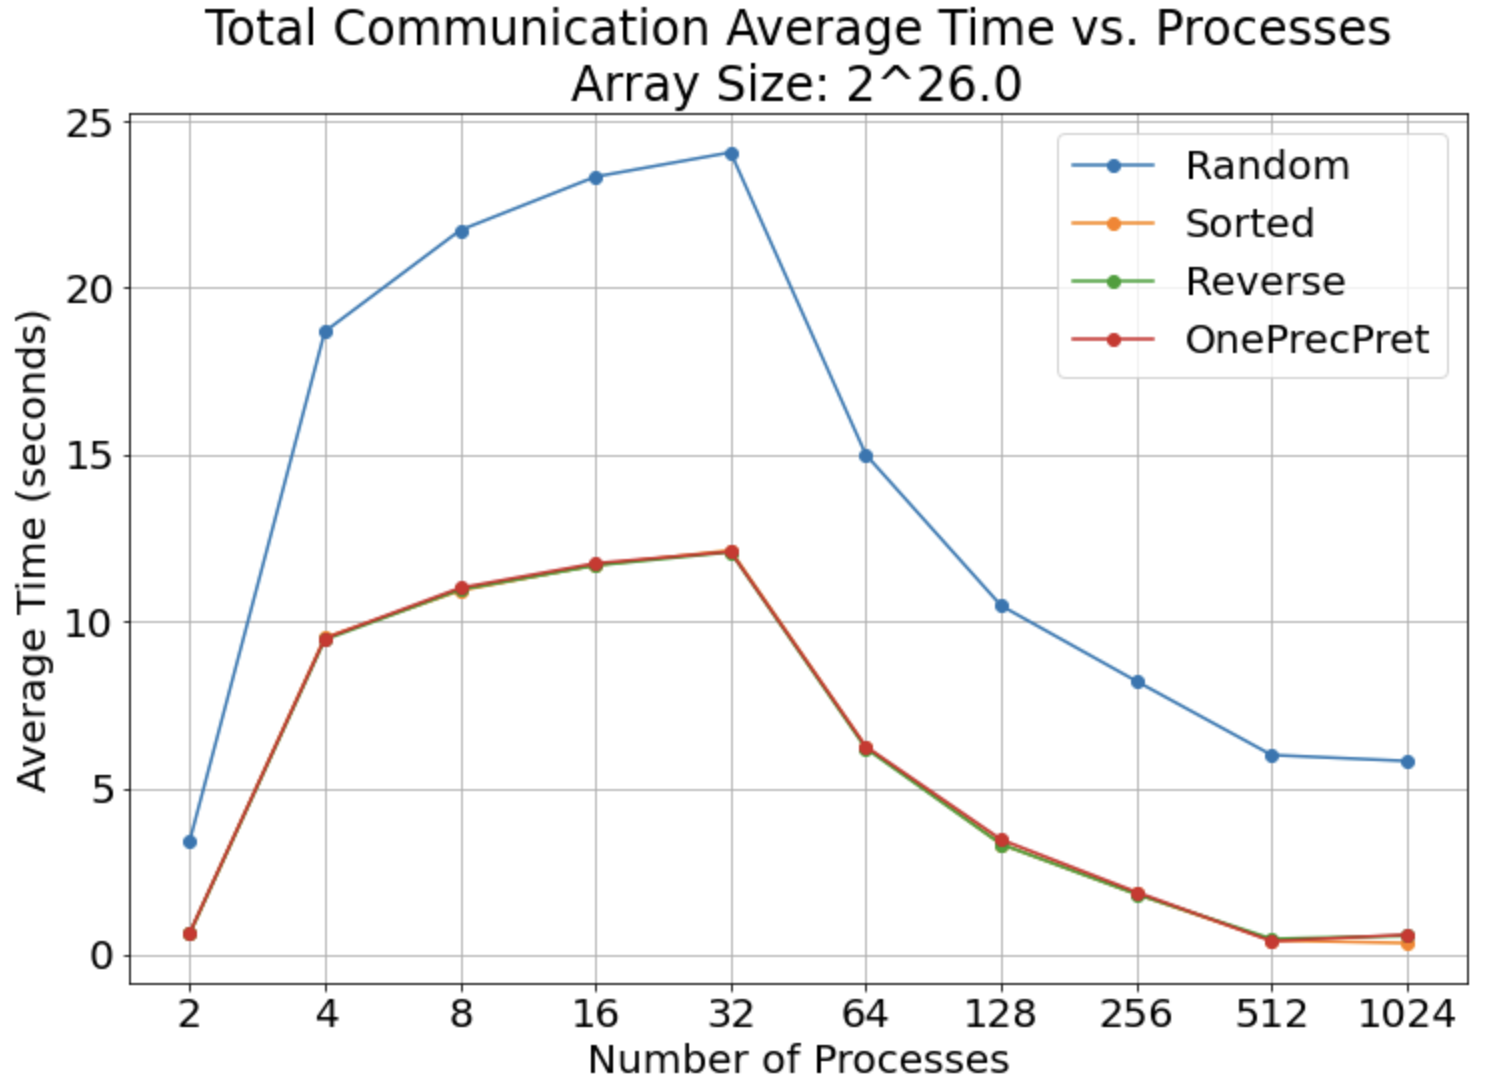 Total Communication Average Time vs. Processes
Array Size: 2^26.0
25
20
15
10
5
0
Average Time (seconds)
Random
Sorted
Reverse
OnePrecPret
2 4 8 16 32 64 128 256 512 1024
Number of Processes